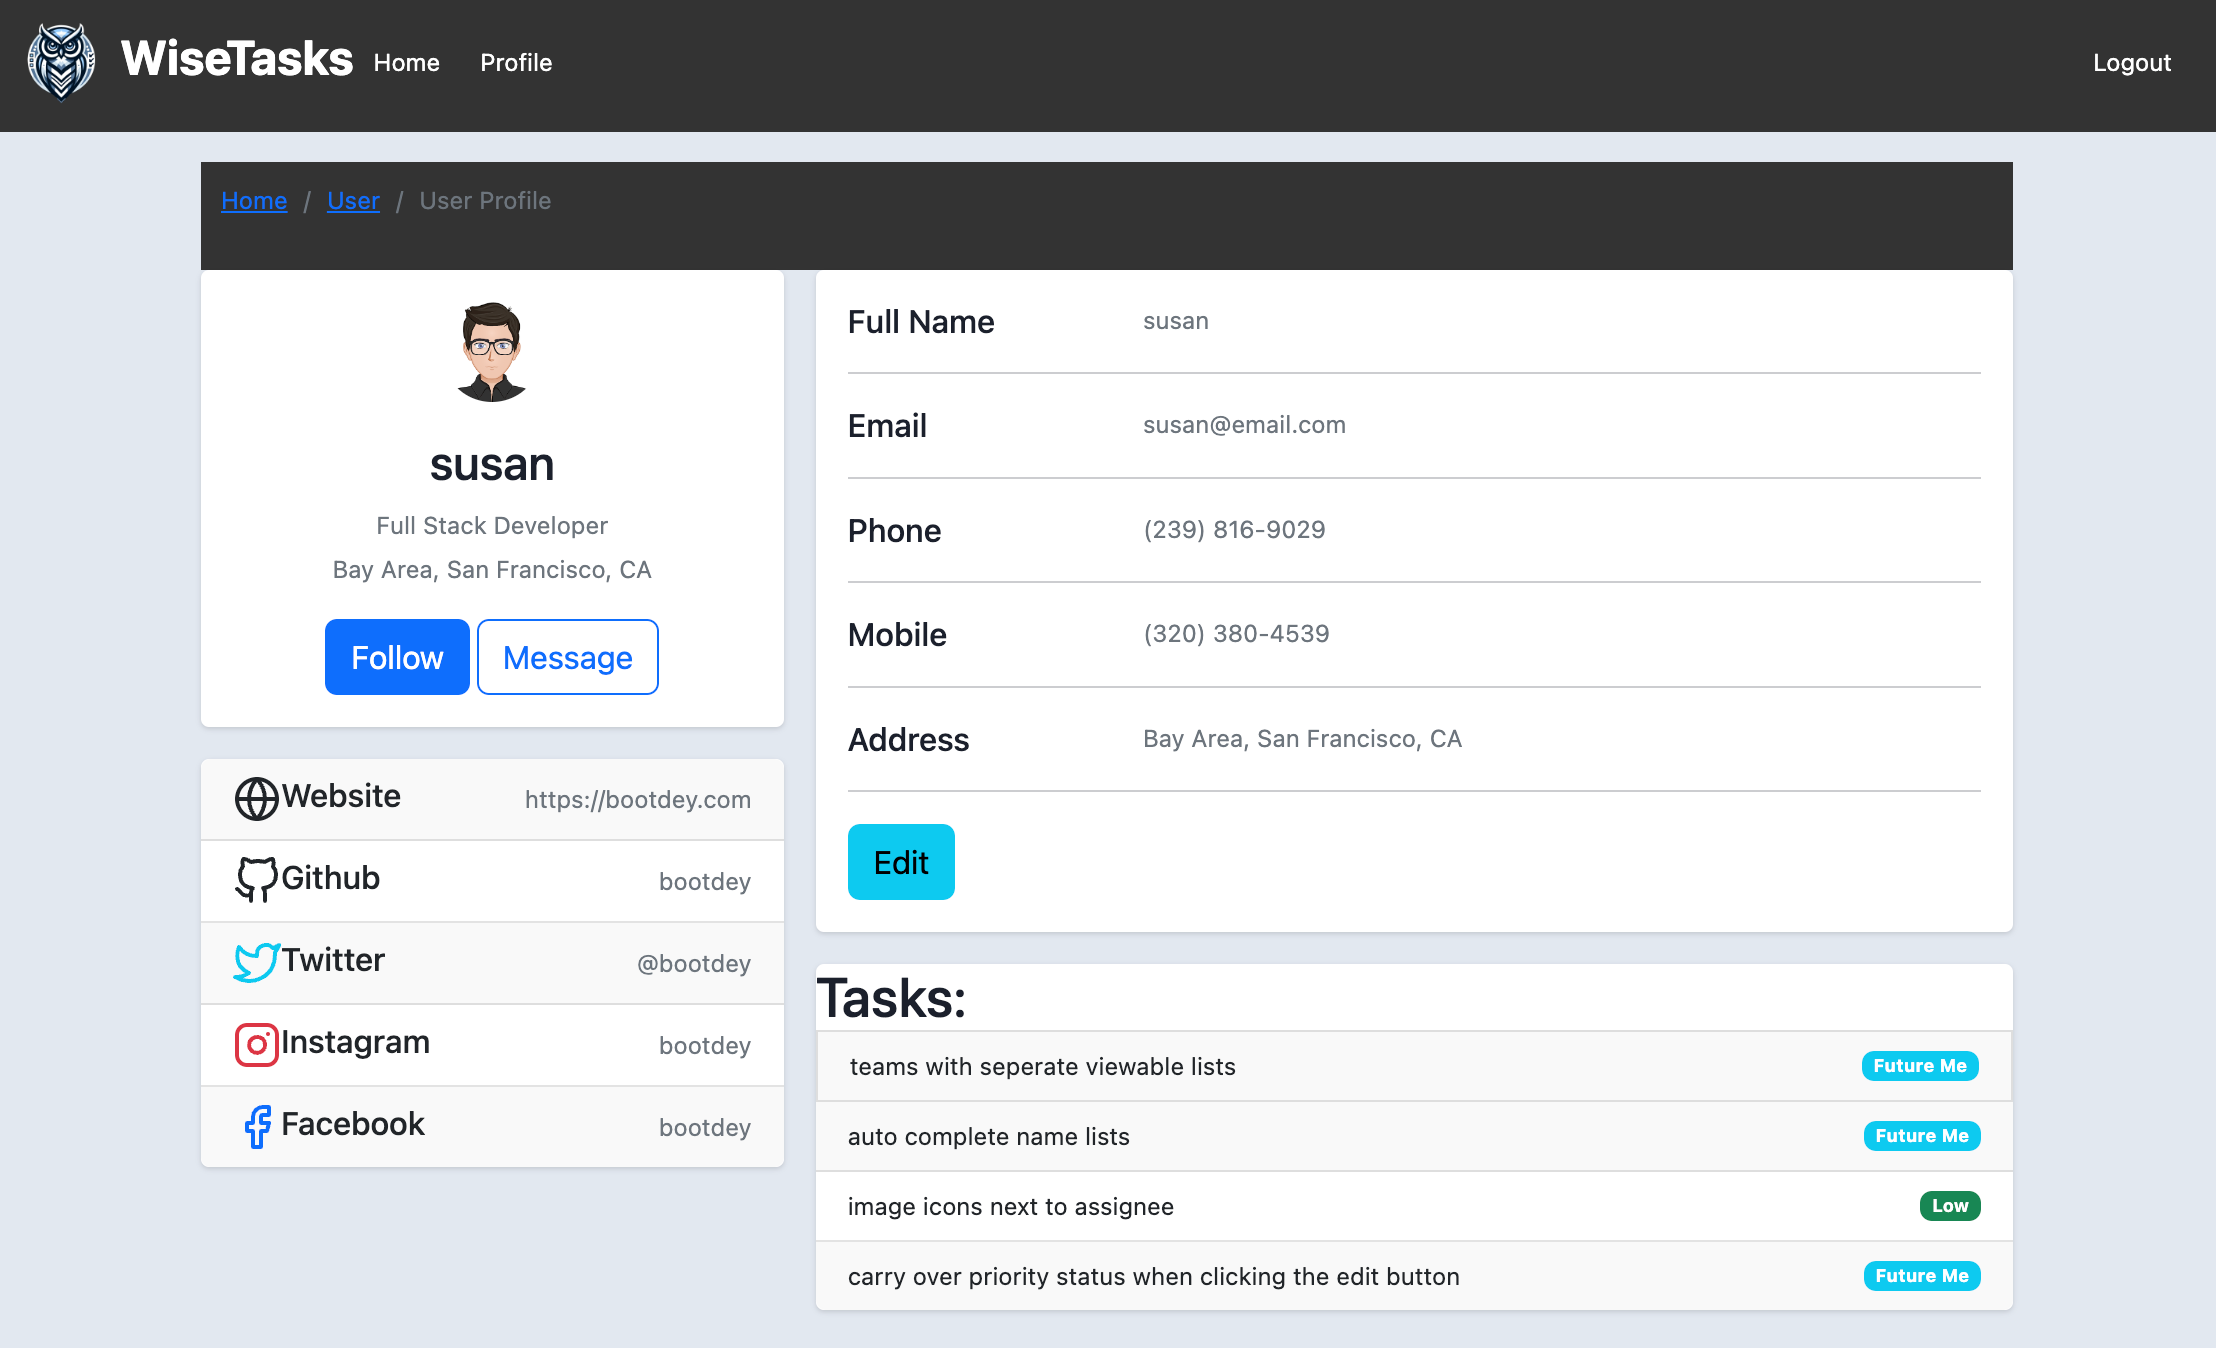 WiseTasks Home Profile Logout
Home / User / User Profile
susan
Full Stack Developer
Bay Area, San Francisco, CA
Follow Message
Website https://bootdey.com
Github bootdey
Twitter @bootdey
Instagram bootdey
Facebook bootdey
Full Name susan
Email susan@email.com
Phone (239) 816-9029
Mobile (320) 380-4539
Address Bay Area, San Francisco, CA
Edit
Tasks:
teams with seperate viewable lists Future Me
auto complete name lists Future Me
image icons next to assignee Low
carry over priority status when clicking the edit button Future Me